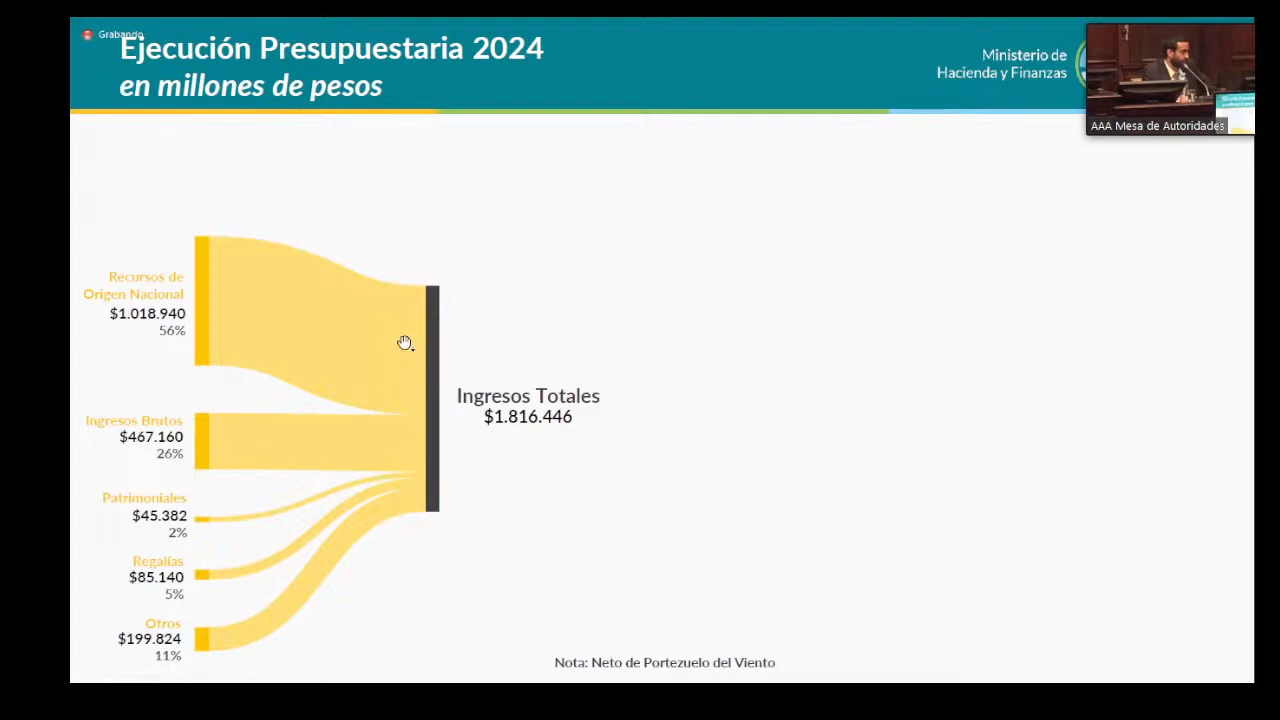 Grabando
Ejecución Presupuestaria 2024
en millones de pesos
Ministerio de
Hacienda y Finanzas
AAA Mesa de Autoridades
Recursos de
Origen Nacional
$1.018.940
56%
Ingresos Brutos
$467.160
26%
Patrimoniales
$45.382
2%
Regalías
$85.140
5%
Otros
$199.824
11%
Ingresos Totales
$1.816.446
Nota: Neto de Portezuelo del Viento